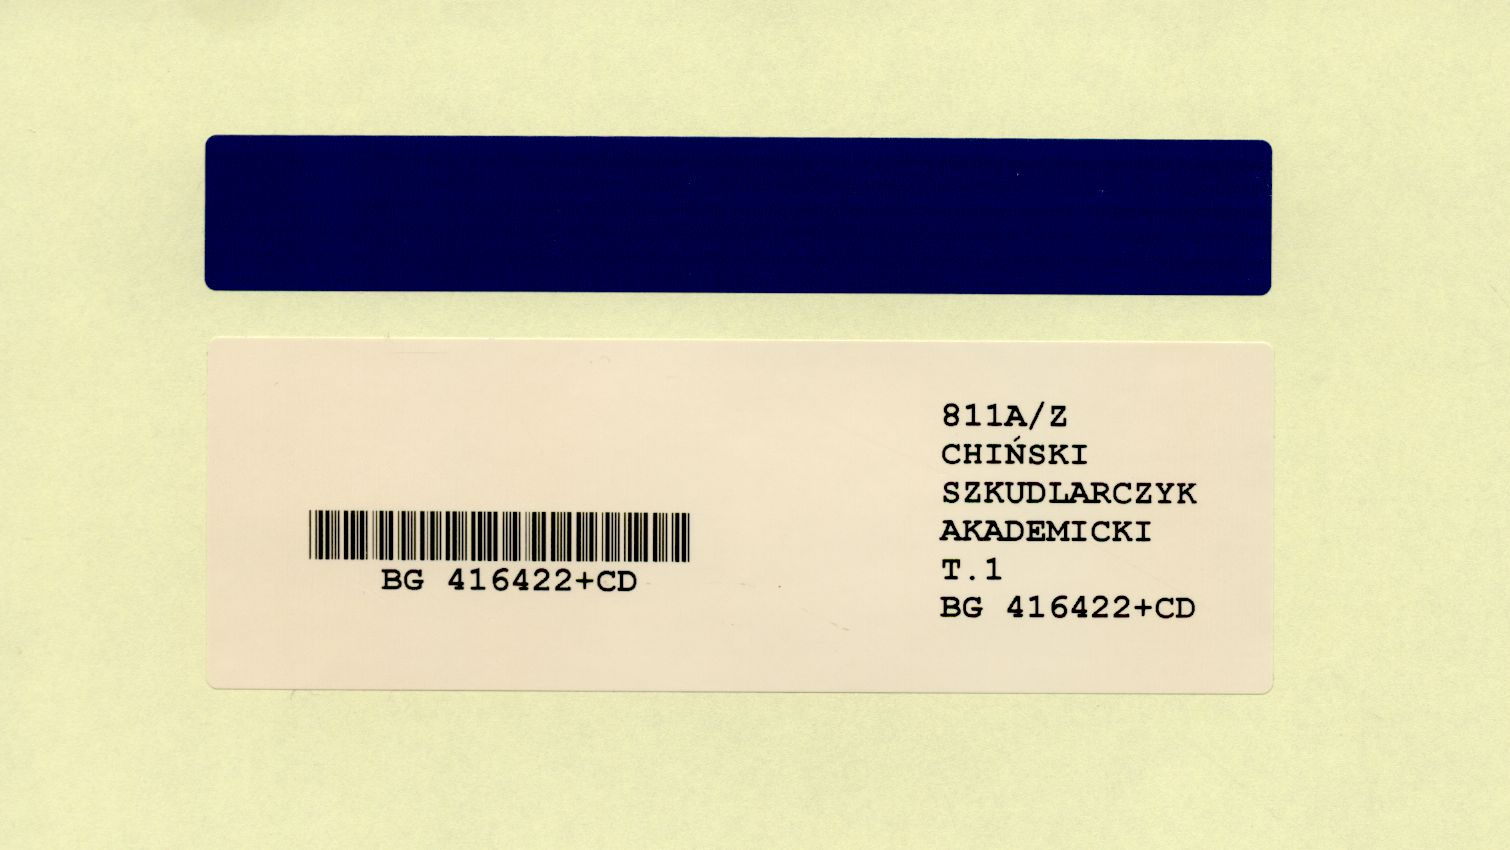 811A/Z
CHIŃSKI
SZKUDLARCZYK
AKADEMICKI
T.1
BG 416422+CD
BG 416422+CD